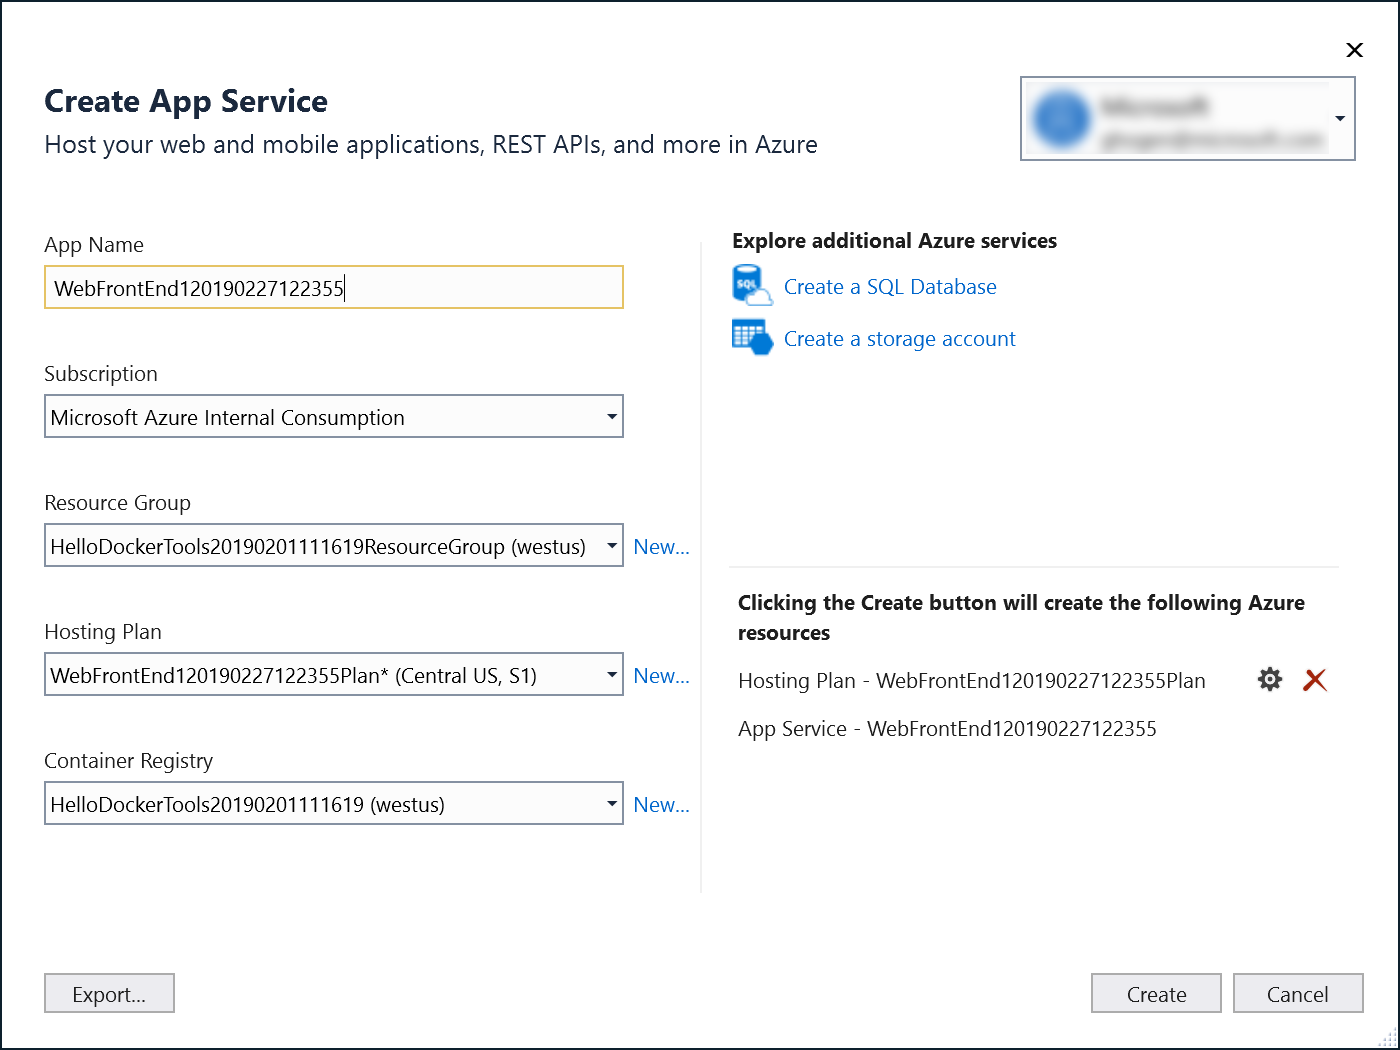 Create App Service
Host your web and mobile applications, REST APIs, and more in Azure
App Name
WebFrontEnd120190227122355
Subscription
Microsoft Azure Internal Consumption
Resource Group
HelloDockerTools20190201111619ResourceGroup (westus)
New...
Hosting Plan
WebFrontEnd120190227122355Plan* (Central US, S1)
New...
Container Registry
HelloDockerTools20190201111619 (westus)
New...
Explore additional Azure services
SQL
Create a SQL Database
Create a storage account
Clicking the Create button will create the following Azure
resources
Hosting Plan - WebFrontEnd120190227122355Plan
App Service - WebFrontEnd120190227122355
Export...
Create
Cancel